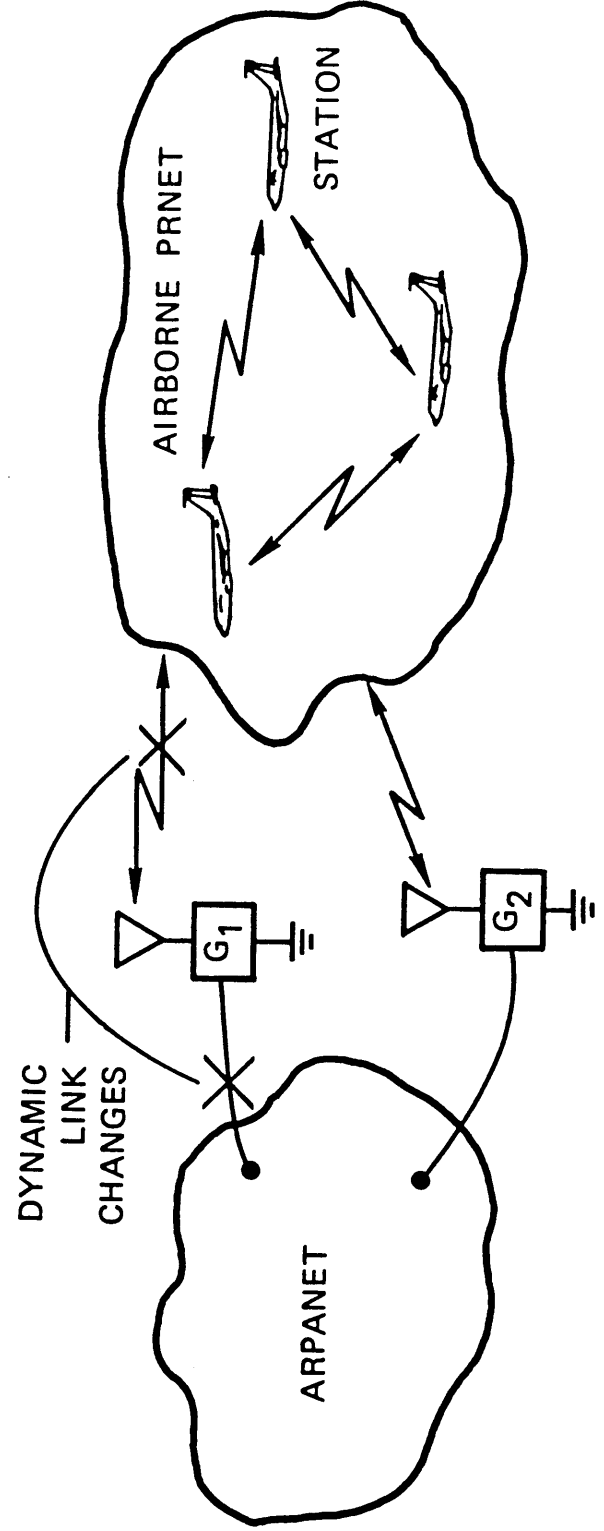 DYNAMIC
LINK
CHANGES
AIRBORNE PRNET
STATION
G1
G2
ARPANET